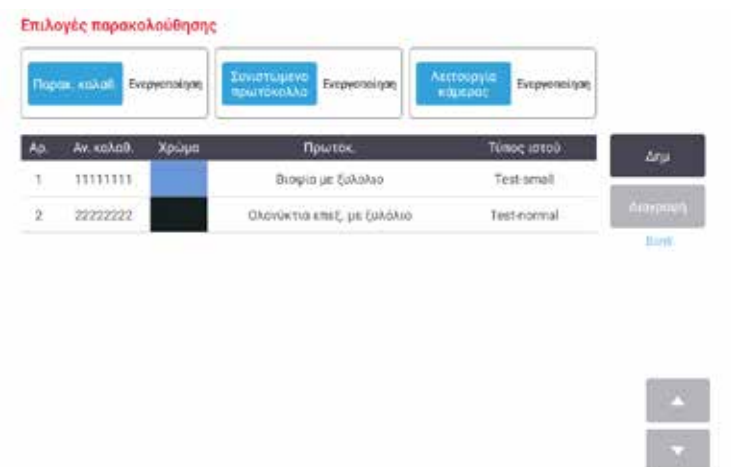 Επιλογές παρακολούθησης
Παρακ. καλαθ. Ενεργοποίηση
Συνιστώμενο πρωτόκολλο Ενεργοποίηση
Λειτουργία κάμερας Ενεργοποίηση
Αρ. Αν. καλαθ. Χρώμα Πρωτόκ. Τύπος ιστού
1 11111111 Βιοψία με ξυλόλιο Test-small
2 22222222 Ολονύκτια επεξ. με ξυλόλιο Test-normal
Δημ
Διαγραφή